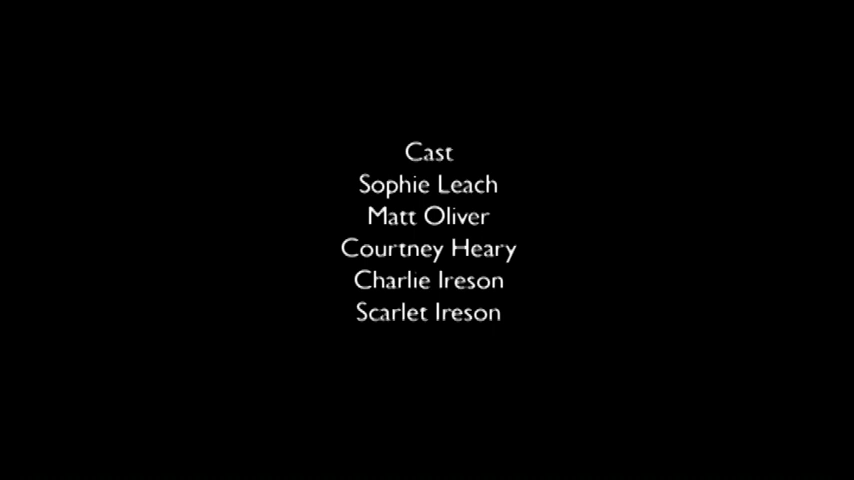 Cast
Sophie Leach
Matt Oliver
Courtney Heary
Charlie Ireson
Scarlet Ireson